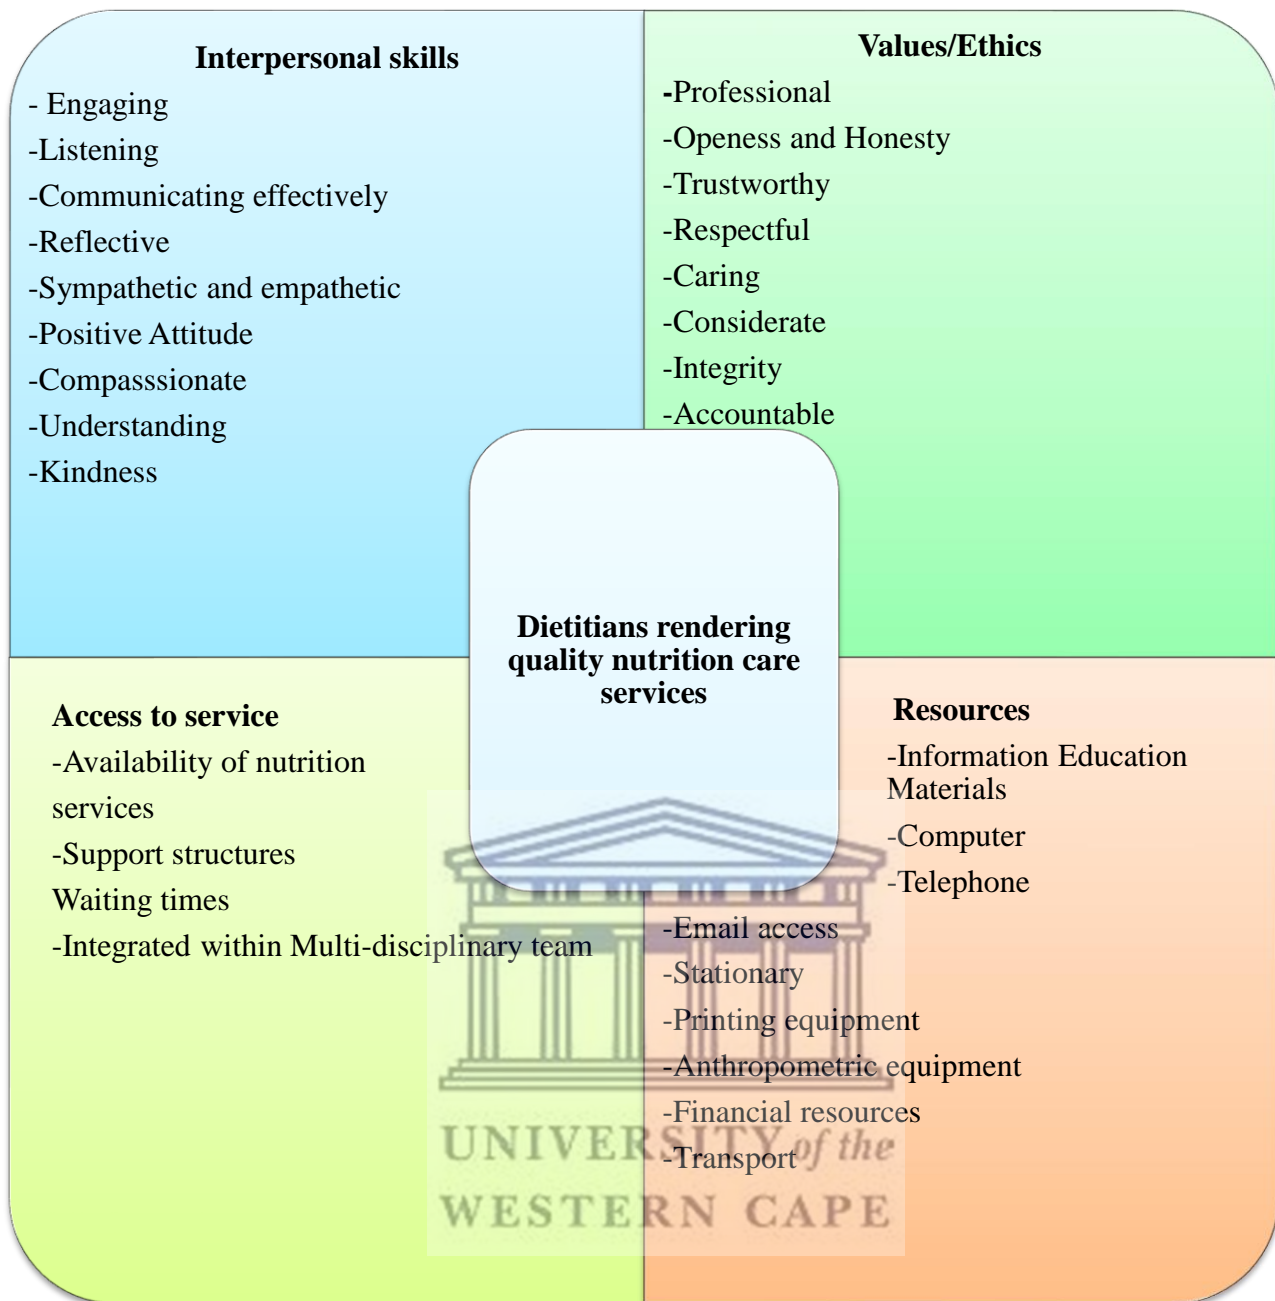 Interpersonal skills
- Engaging
-Listening
-Communicating effectively
-Reflective
-Sympathetic and empathetic
-Positive Attitude
-Compasssionate
-Understanding
-Kindness
Values/Ethics
-Professional
-Openess and Honesty
-Trustworthy
-Respectful
-Caring
-Considerate
-Integrity
-Accountable
Dietitians rendering
quality nutrition care
services
Access to service
-Availability of nutrition
services
-Support structures
Waiting times
-Integrated within Multi-disciplinary team
Resources
-Information Education
Materials
-Computer
-Telephone
-Email access
-Stationary
-Printing equipment
-Anthropometric equipment
-Financial resources
-Transport
UNIVERSITY of the
WESTERN CAPE